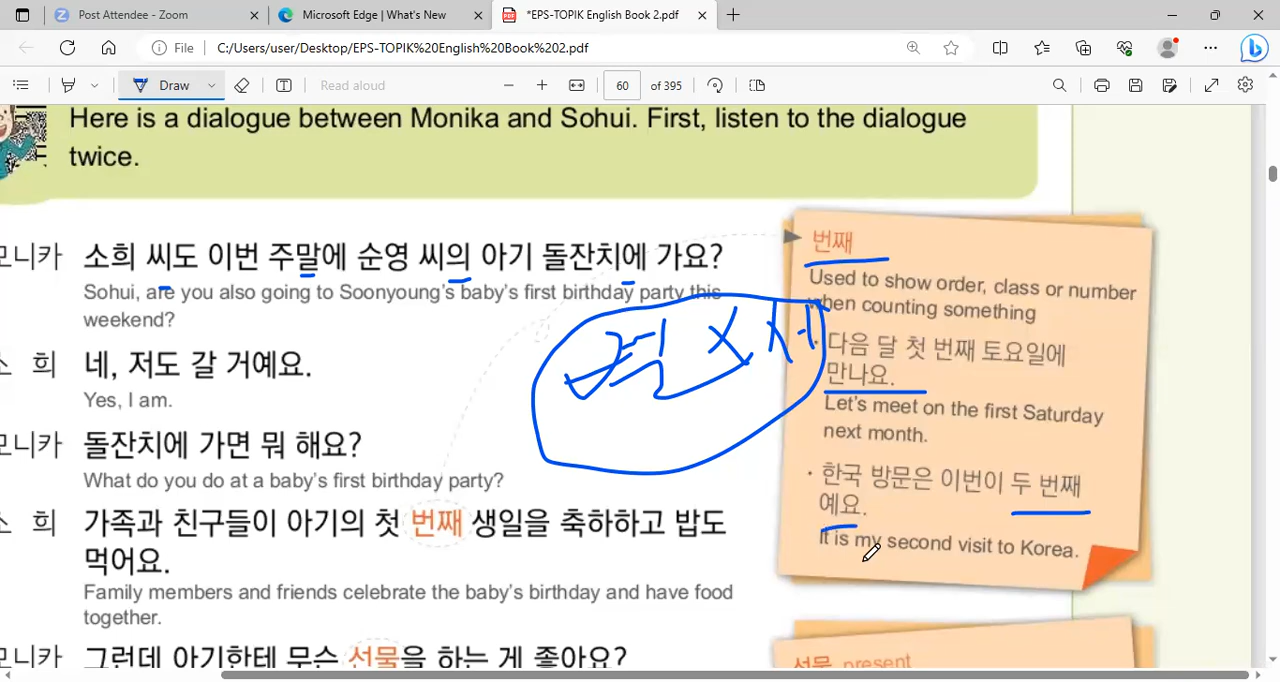 Post Attendee - Zoom
Microsoft Edge | What's New
*EPS-TOPIK English Book 2.pdf
File
C:/Users/user/Desktop/EPS-TOPIK%20English%20Book%202.pdf
Draw
Read aloud
60
of 395
Here is a dialogue between Monika and Sohui. First, listen to the dialogue
twice.
모니카 소희 씨도 이번 주말에 순영 씨의 아기 돌잔치에 가요?
Sohui, are you also going to Soonyoung's baby's first birthday party this
weekend?
소 희 네, 저도 갈 거예요.
Yes, I am.
모니카 돌잔치에 가면 뭐 해요?
What do you do at a baby's first birthday party?
소 희 가족과 친구들이 아기의 첫 번째 생일을 축하하고 밥도
먹어요.
Family members and friends celebrate the baby's birthday and have food
together.
모니카 그런데 아기한테 무슨 선물을 하는 게 좋아요?
번째
Used to show order, class or number
when counting something
· 다음 달 첫 번째 토요일에
만나요.
Let's meet on the first Saturday
next month.
· 한국 방문은 이번이 두 번째
예요.
It is my second visit to Korea.
선물 present